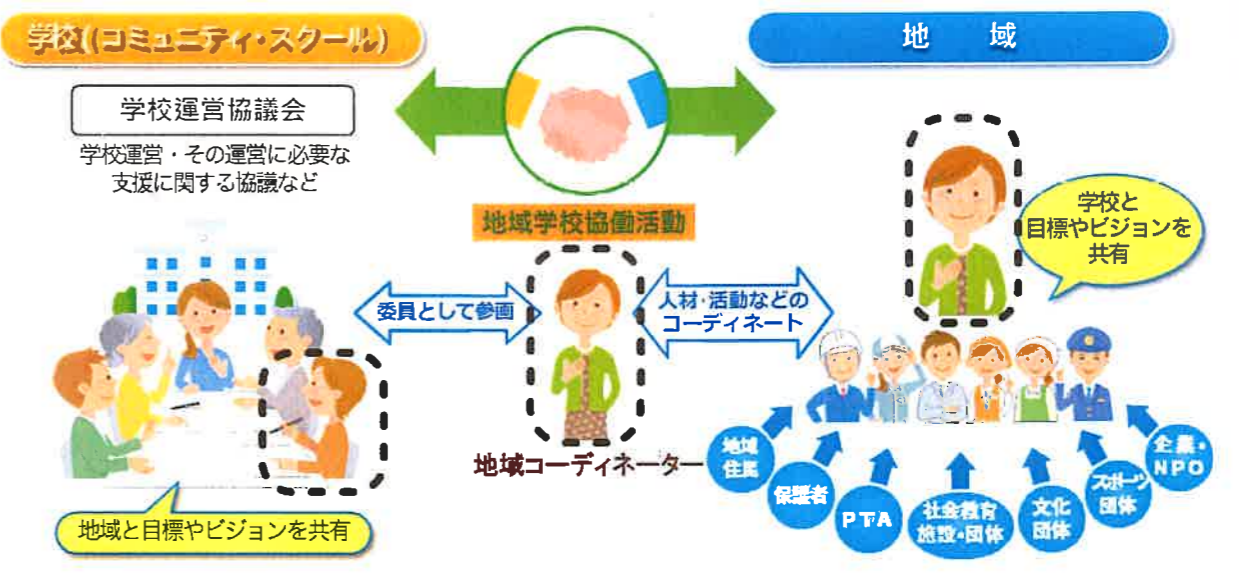 学校(コミュニティ・スクール)
地　域
学校運営協議会
学校運営・その運営に必要な
支援に関する協議など
地域学校協働活動
学校と
目標やビジョンを
共有
委員として参画
人材・活動などの
コーディネート
地域コーディネーター
地域と目標やビジョンを共有
地域
住民
保護者
PTA
社会教育
施設・団体
文化
団体
スポーツ
団体
企業・
NPO